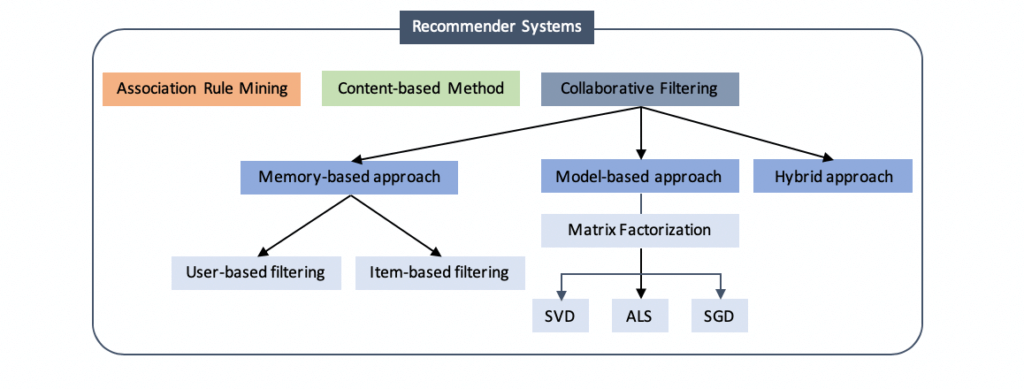 Recommender Systems
Association Rule Mining
Content-based Method
Collaborative Filtering
Memory-based approach
Model-based approach
Hybrid approach
Matrix Factorization
User-based filtering
Item-based filtering
SVD
ALS
SGD